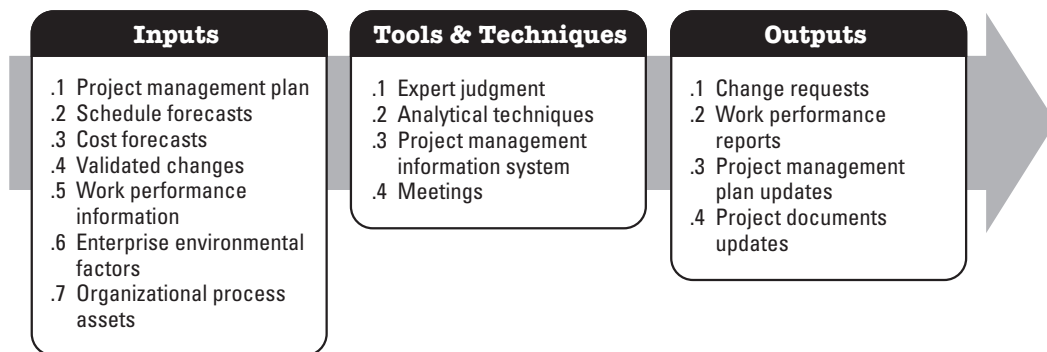 Inputs
.1 Project management plan
.2 Schedule forecasts
.3 Cost forecasts
.4 Validated changes
.5 Work performance
information
.6 Enterprise environmental
factors
.7 Organizational process
assets
Tools & Techniques
.1 Expert judgment
.2 Analytical techniques
.3 Project management
information system
.4 Meetings
Outputs
.1 Change requests
.2 Work performance
reports
.3 Project management
plan updates
.4 Project documents
updates